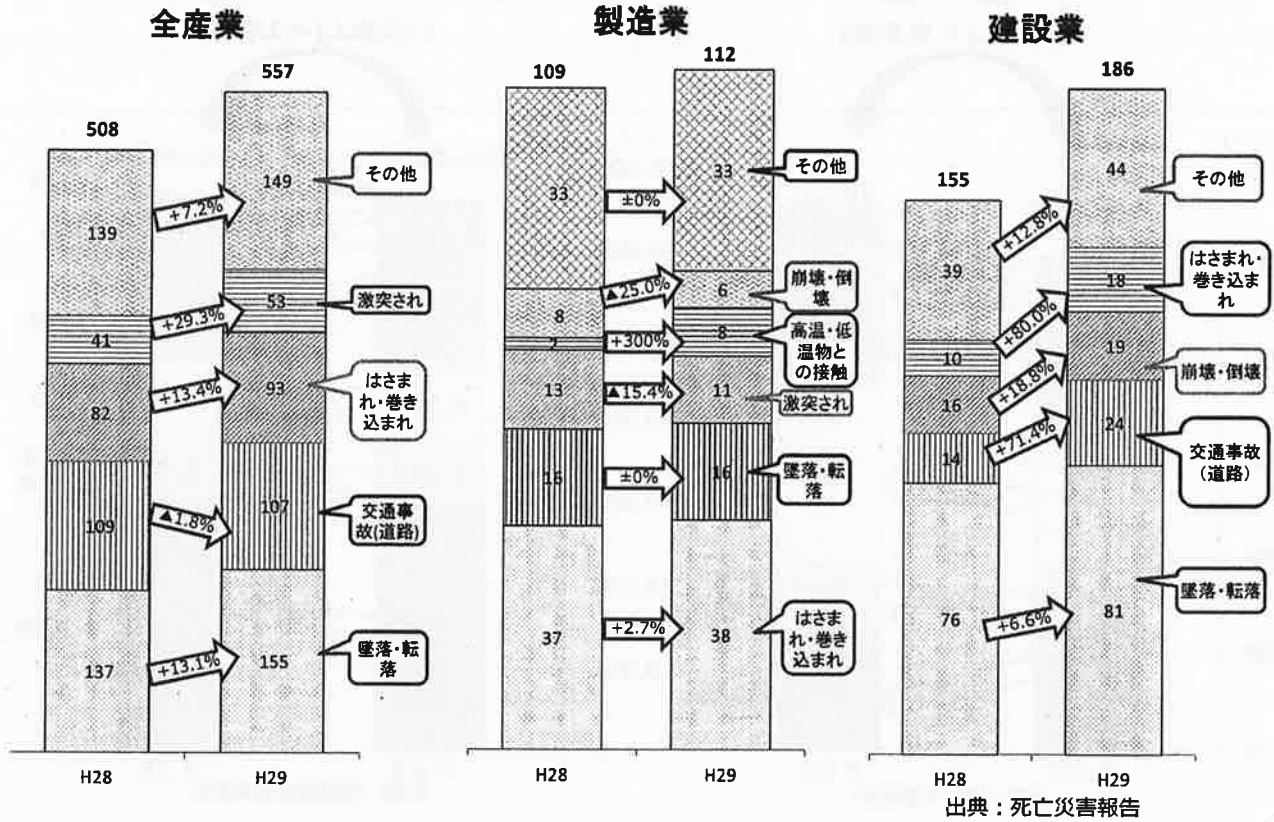 全産業
508
557
139
+7.2%
149
その他
41
+29.3%
53
激突され
82
+13.4%
93
はさま
れ・巻き
込まれ
109
▲1.8%
107
交通事
故(道路)
137
+13.1%
155
墜落・転
落
H28
H29
製造業
109
112
33
±0%
33
その他
8
▲25.0%
6
崩壊・倒
壊
2
+300%
8
高温・低
温物と
の接触
13
▲15.4%
11
激突され
16
±0%
16
墜落・転
落
37
+2.7%
38
はさま
れ・巻き
込まれ
H28
H29
建設業
155
186
39
+12.8%
44
その他
10
+80.0%
18
はさまれ・
巻き込ま
れ
16
+18.8%
19
崩壊・倒壊
14
+71.4%
24
交通事故
(道路)
76
+6.6%
81
墜落・転落
H28
H29
出典：死亡災害報告